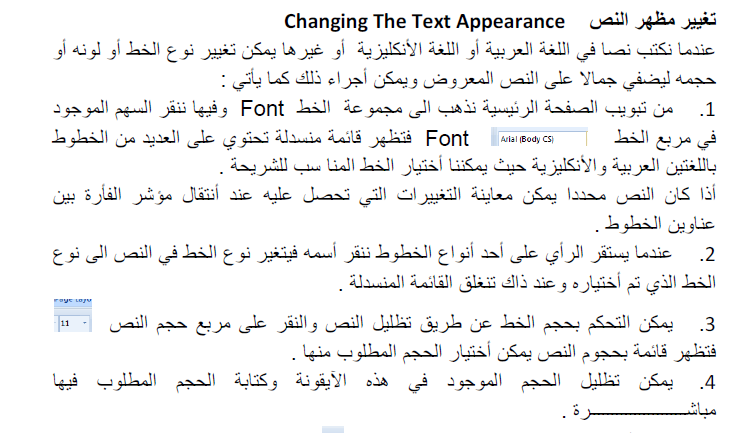 تغيير مظهر النص Changing The Text Appearance
عندما نكتب نصا في اللغة العربية أو اللغة الأنكليزية أو غيرها يمكن تغيير نوع الخط أو لونه أو
حجمه ليضفي جمالا على النص المعروض ويمكن أجراء ذلك كما يأتي :
1. من تبويب الصفحة الرئيسية نذهب الى مجموعة الخط Font وفيها ننقر السهم الموجود
في مربع الخط Arial (Body CS) Font فتظهر قائمة منسدلة تحتوي على العديد من الخطوط
باللغتين العربية والأنكليزية حيث يمكننا أختيار الخط المنا سب للشريحة .
أذا كان النص محددا يمكن معاينة التغييرات التي تحصل عليه عند أنتقال مؤشر الفأرة بين
عناوين الخطوط .
2. عندما يستقر الرأي على أحد أنواع الخطوط ننقر أسمه فيتغير نوع الخط في النص الى نوع
الخط الذي تم أختياره وعند ذاك تنغلق القائمة المنسدلة .
Page Layo
3. يمكن التحكم بحجم الخط عن طريق تظليل النص والنقر على مربع حجم النص 11
فتظهر قائمة بحجوم النص يمكن أختيار الحجم المطلوب منها .
4. يمكن تظليل الحجم الموجود في هذه الآيقونة وكتابة الحجم المطلوب فيها
مباشـــــــــــــــــرة .